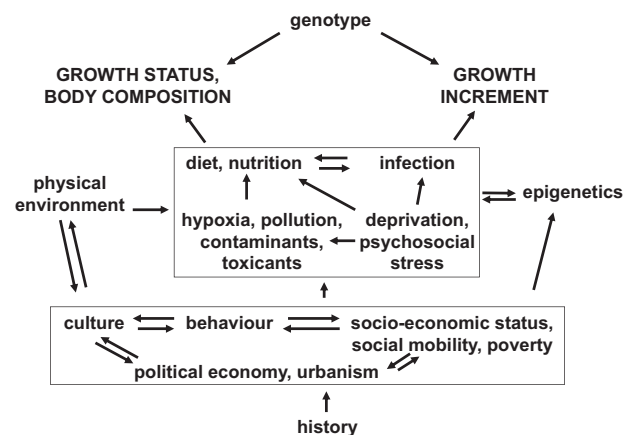 genotype
GROWTH STATUS,
BODY COMPOSITION
GROWTH
INCREMENT
diet, nutrition
infection
physical
environment
epigenetics
hypoxia, pollution,
contaminants,
toxicants
deprivation,
psychosocial
stress
culture
behaviour
socio-economic status,
social mobility, poverty
political economy, urbanism
history